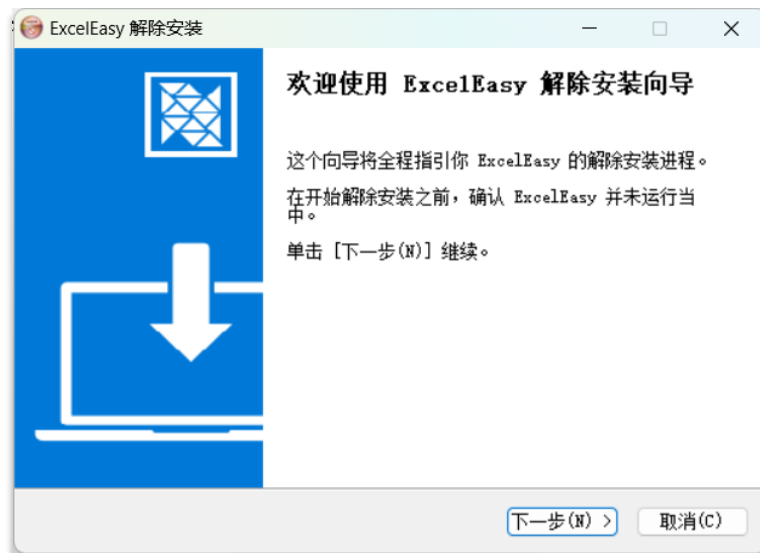 ExcelEasy 解除安装
欢迎使用 ExcelEasy 解除安装向导
这个向导将全程指引你 ExcelEasy 的解除安装进程。
在开始解除安装之前，确认 ExcelEasy 并未运行当
中。
单击 [下一步(N)] 继续。
下一步(N) >
取消(C)